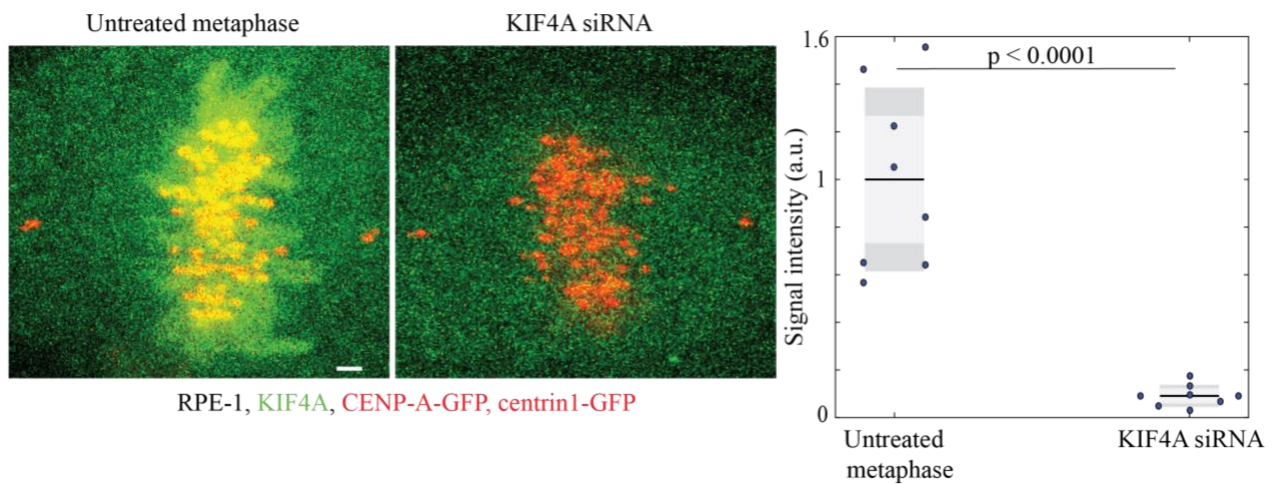 Untreated metaphase
KIF4A siRNA
RPE-1, KIF4A, CENP-A-GFP, centrin1-GFP
Signal intensity (a.u.)
1.6
1
0
p < 0.0001
Untreated
metaphase
KIF4A siRNA